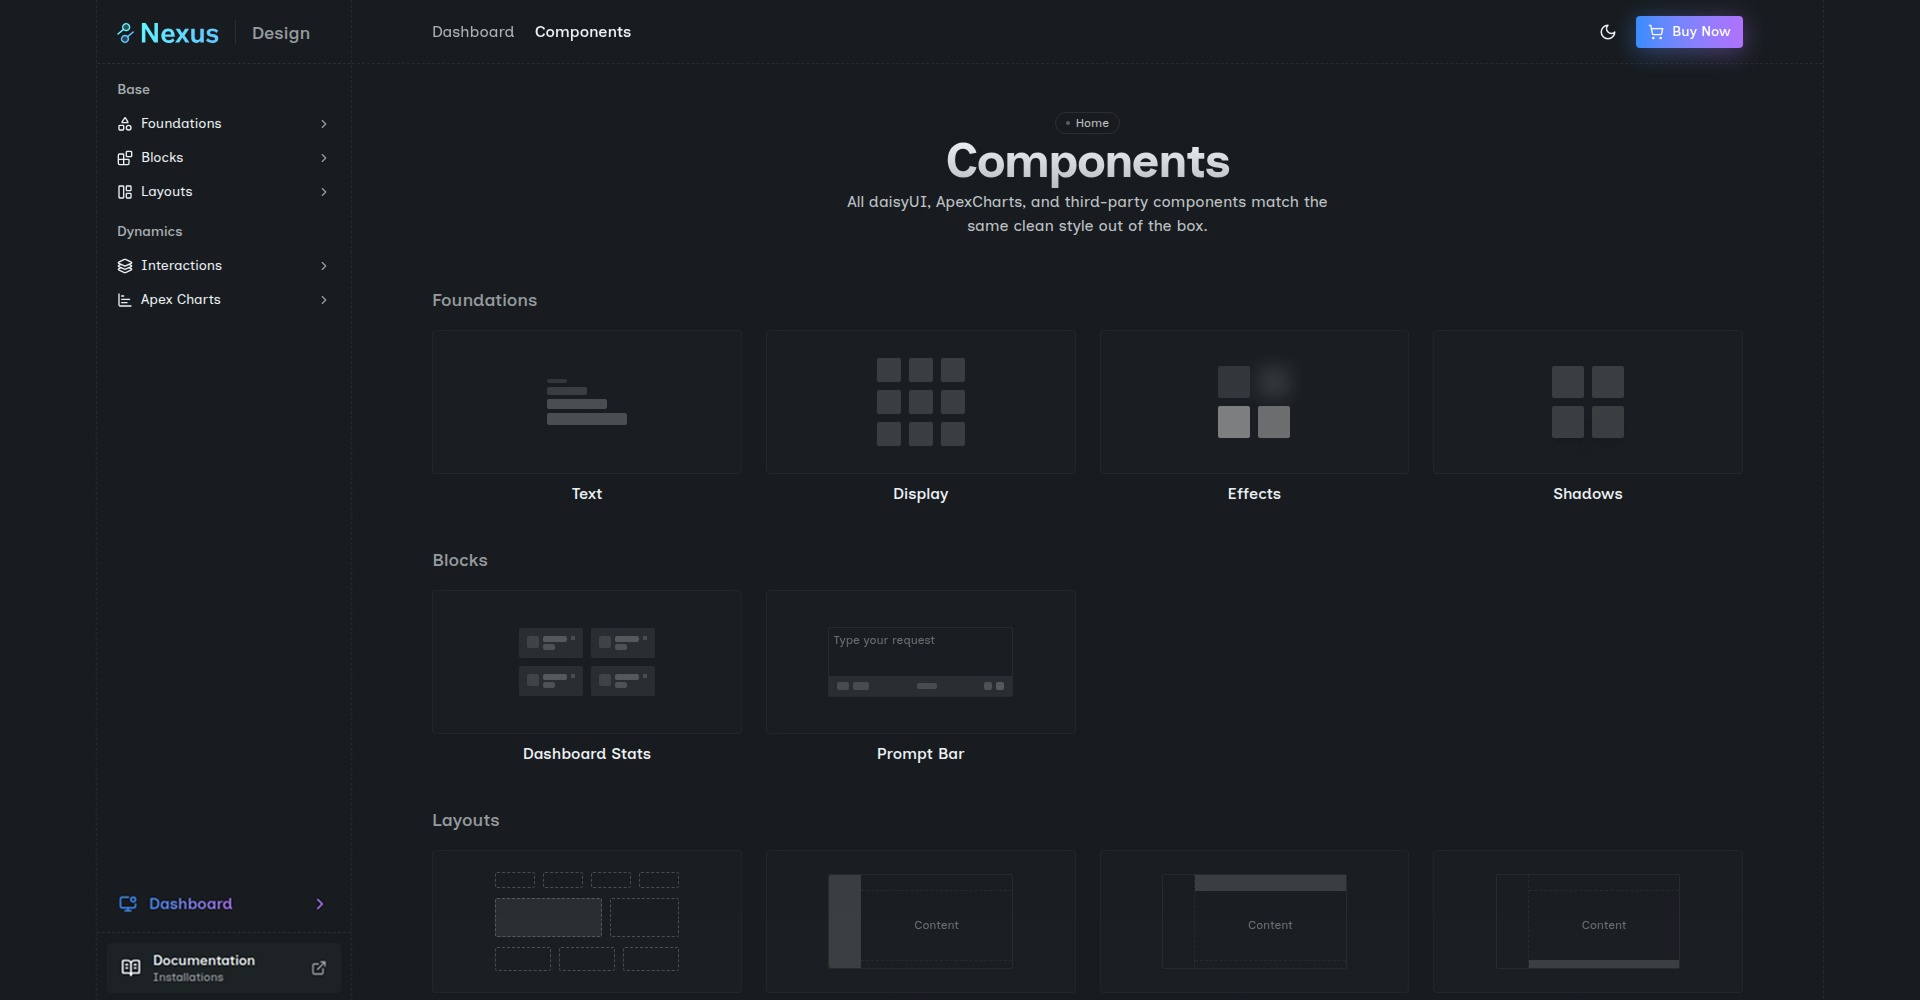 Nexus
Design
Dashboard
Components
Buy Now
Base
Foundations
Blocks
Layouts
Dynamics
Interactions
Apex Charts
Dashboard
Documentation
Installations
Home
Components
All daisyUI, ApexCharts, and third-party components match the
same clean style out of the box.
Foundations
Text
Display
Effects
Shadows
Blocks
Type your request
Dashboard Stats
Prompt Bar
Layouts
Content
Content
Content